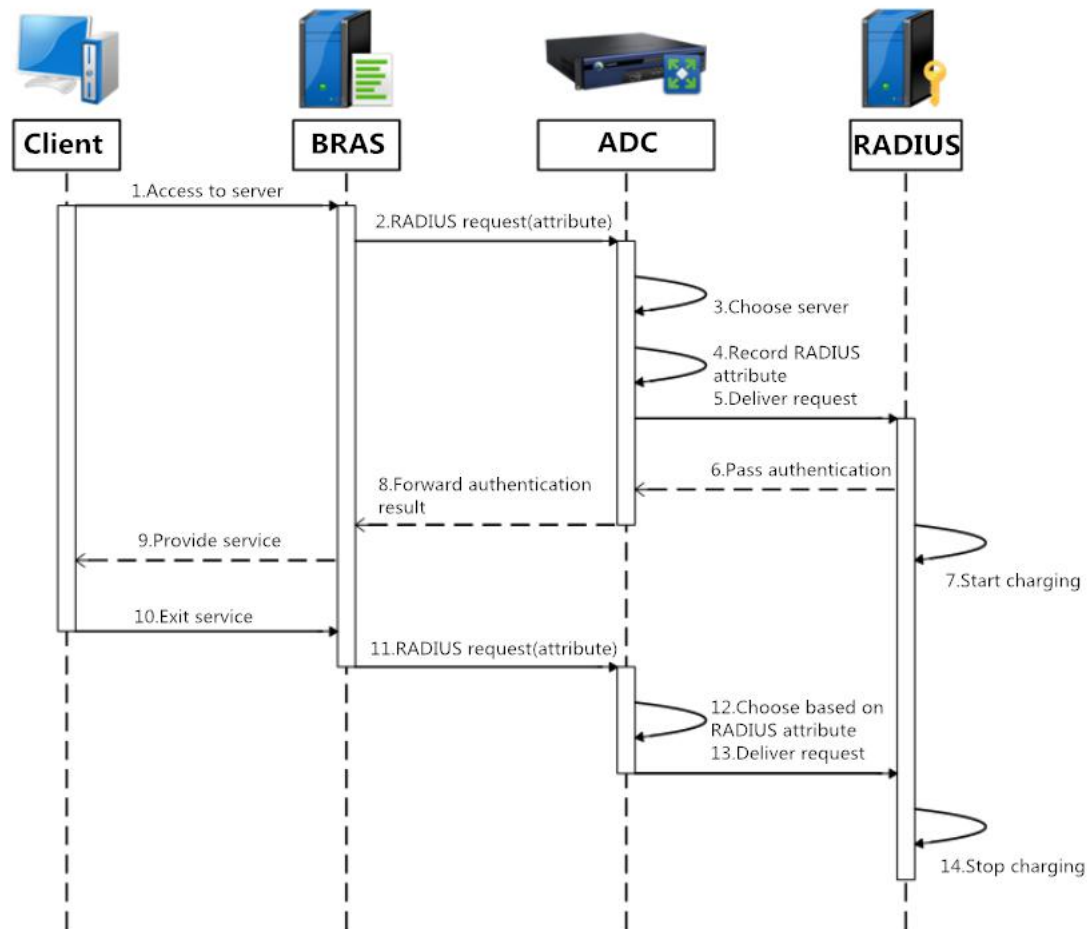 Client
BRAS
ADC
RADIUS
1.Access to server
2.RADIUS request(attribute)
3.Choose server
4.Record RADIUS
attribute
5.Deliver request
6.Pass authentication
8.Forward authentication
result
9.Provide service
7.Start charging
10.Exit service
11.RADIUS request(attribute)
12.Choose based on
RADIUS attribute
13.Deliver request
14.Stop charging